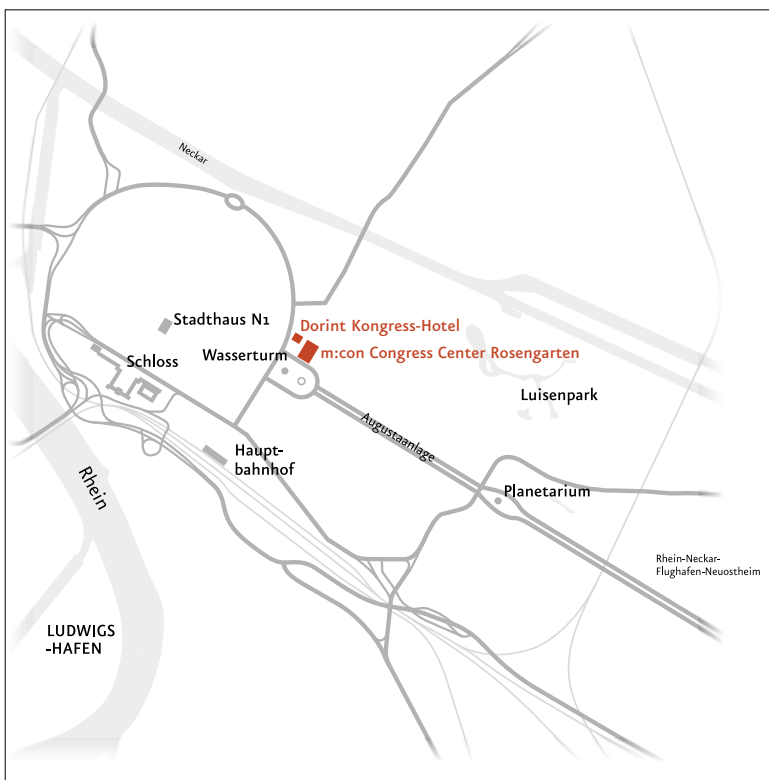 Neckar
Stadthaus N1
Dorint Kongress-Hotel
Wasserturm
m:con Congress Center Rosengarten
Schloss
Luisenpark
Augustaanlage
Haupt-
bahnhof
Rhein
Planetarium
Rhein-Neckar-
Flughafen-Neuostheim
LUDWIGS
-HAFEN